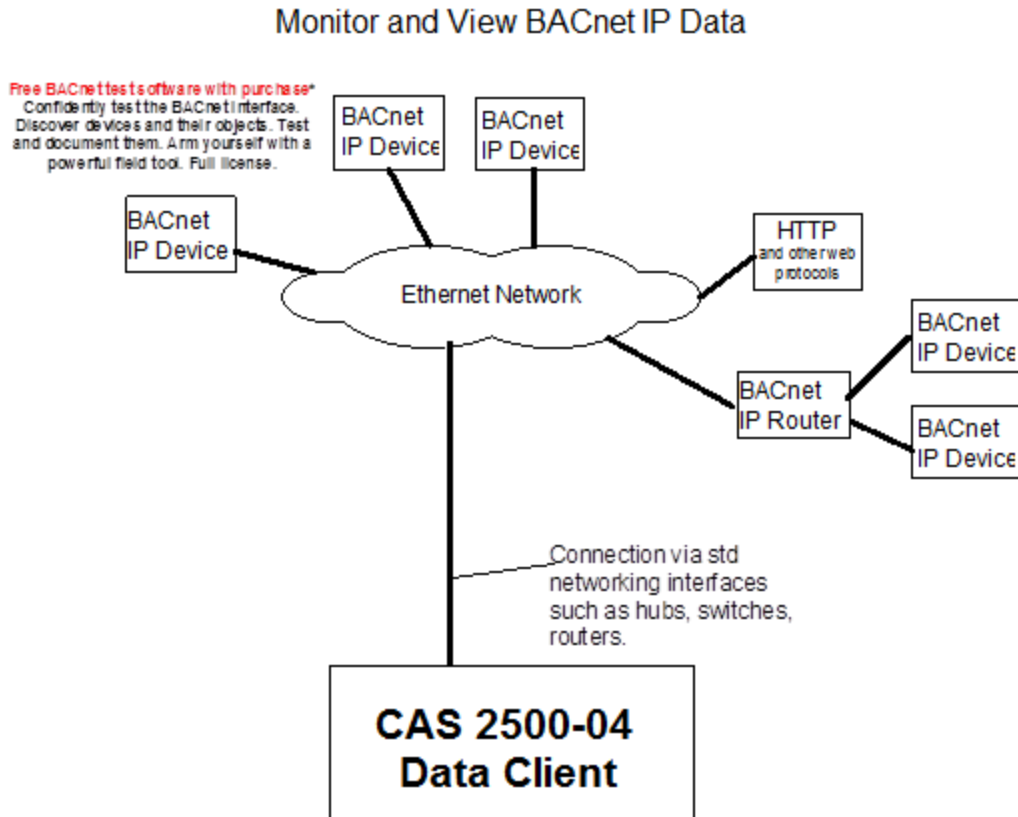 Monitor and View BACnet IP Data
Free BACnet test software with purchase*
Confidently test the BACnet Interface.
Discover devices and their objects. Test
and document them. Arm yourself with a
powerful field tool. Full license.
BACnet
IP Device
BACnet
IP Device
BACnet
IP Device
HTTP
and other web
protocols
Ethernet Network
BACnet
IP Device
BACnet
IP Router
BACnet
IP Device
Connection via std
networking interfaces
such as hubs, switches,
routers.
CAS 2500-04
Data Client